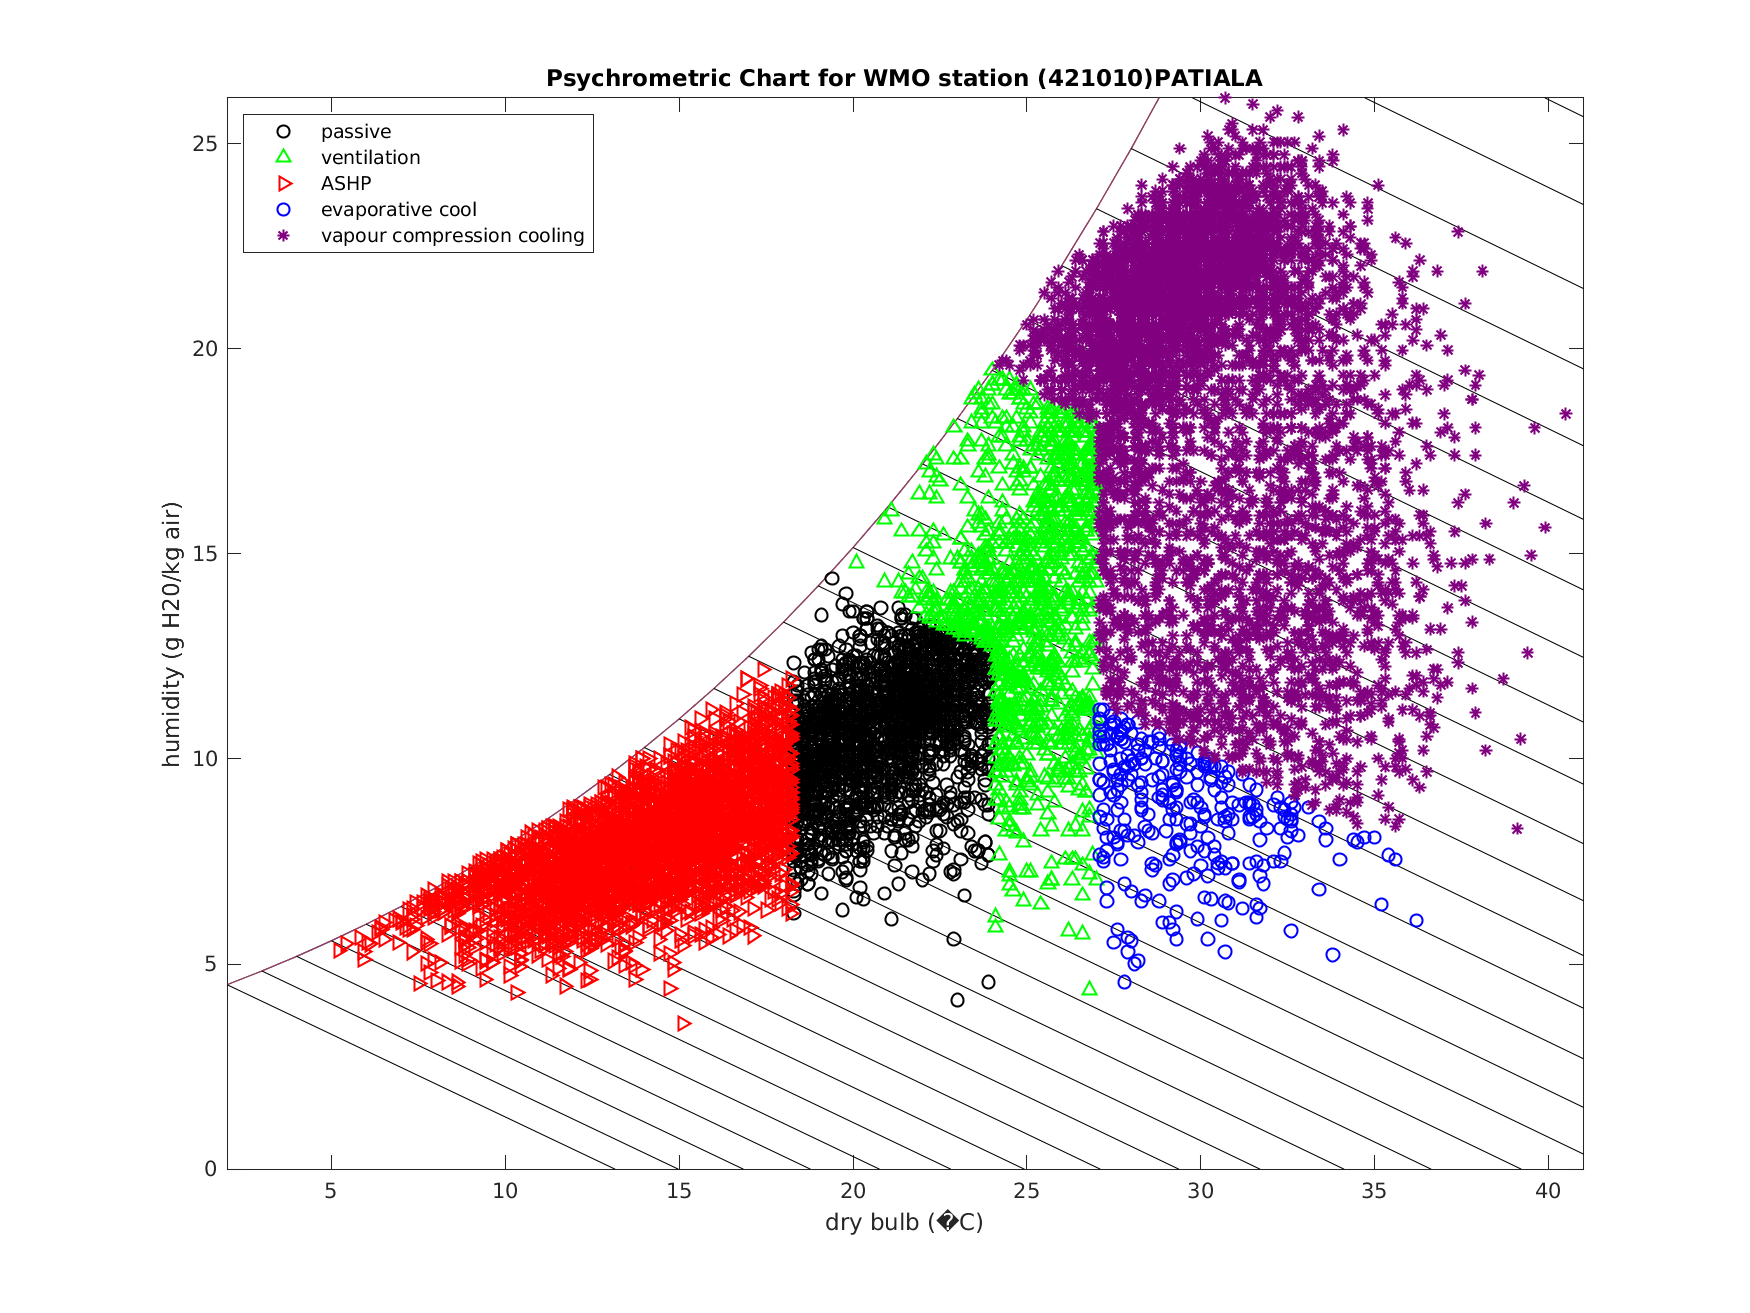 Psychrometric Chart for WMO station (421010)PATIALA
passive
ventilation
ASHP
evaporative cool
vapour compression cooling
humidity (g H20/kg air)
25
20
15
10
5
0
5 10 15 20 25 30 35 40
dry bulb (�C)